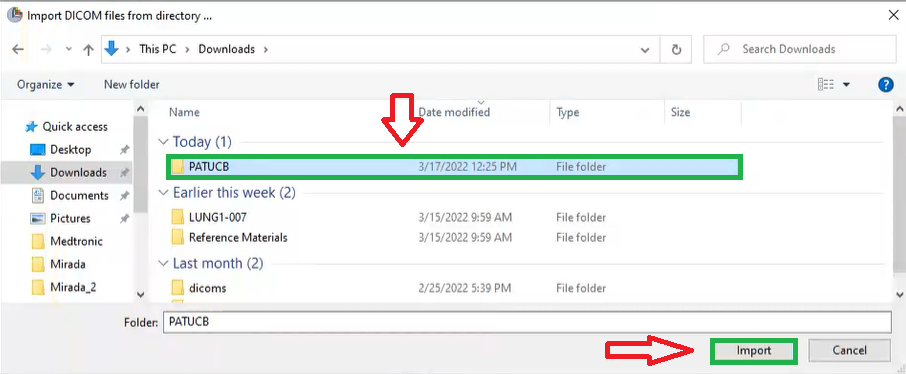 Import DICOM files from directory ...
This PC > Downloads >
Search Downloads
Organize
New folder
Name Date modified Type Size
Quick access
Desktop
Downloads
Documents
Pictures
Medtronic
Mirada
Mirada_2
Today (1)
PATUCB 3/17/2022 12:25 PM File folder
Earlier this week (2)
LUNG1-007 3/15/2022 9:59 AM File folder
Reference Materials 3/15/2022 9:59 AM File folder
Last month (2)
dicoms 2/25/2022 5:39 PM File folder
Folder: PATUCB
Import Cancel